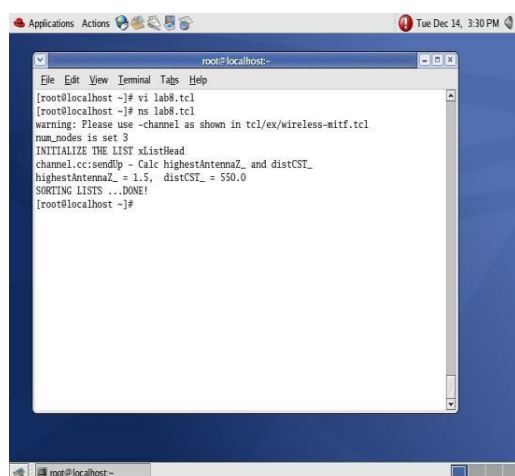 Applications Actions Tue Dec 14, 3:30 PM
root@localhost:~
File Edit View Terminal Tabs Help
[root@localhost ~]# vi lab8.tcl
[root@localhost ~]# ns lab8.tcl
warning: Please use -channel as shown in tcl/ex/wireless-mitf.tcl
num_nodes is set 3
INITIALIZE THE LIST xListHead
channel.cc:sendUp - Calc highestAntennaZ_ and distCST_
highestAntennaZ_ = 1.5, distCST_ = 550.0
SORTING LISTS ...DONE!
[root@localhost ~]#
root@localhost:~